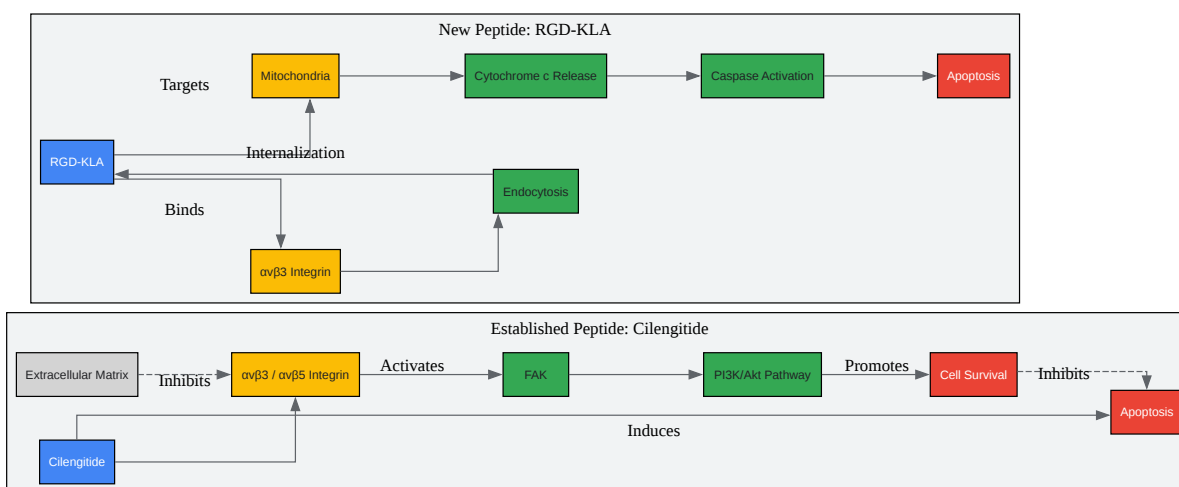 New Peptide: RGD-KLA
Mitochondria
Cytochrome c Release
Caspase Activation
Apoptosis
Targets
RGD-KLA
Internalization
Endocytosis
Binds
αvβ3 Integrin
Established Peptide: Cilengitide
Extracellular Matrix
Inhibits
αvβ3 / αvβ5 Integrin
Activates
FAK
PI3K/Akt Pathway
Promotes
Cell Survival
Inhibits
Apoptosis
Induces
Cilengitide